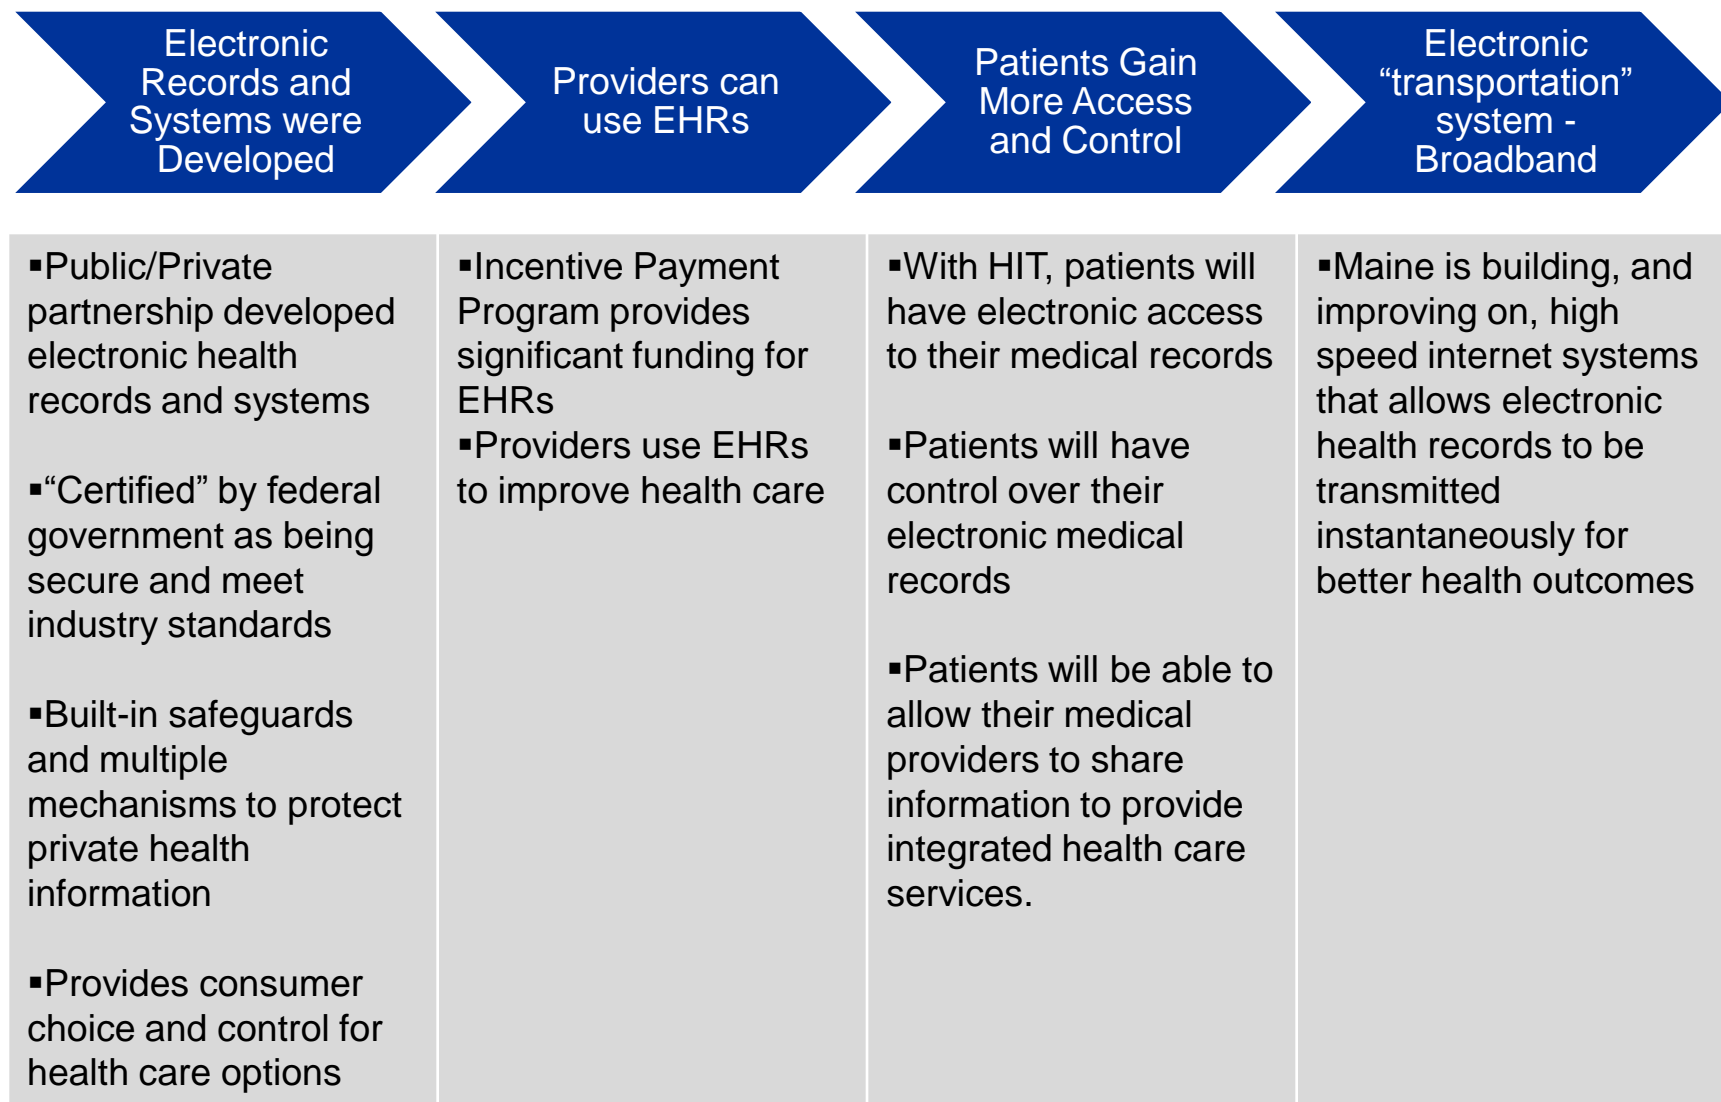 Electronic
Records and
Systems were
Developed
Providers can
use EHRs
Patients Gain
More Access
and Control
Electronic
“transportation”
system -
Broadband
▪Public/Private
partnership developed
electronic health
records and systems
▪“Certified” by federal
government as being
secure and meet
industry standards
▪Built-in safeguards
and multiple
mechanisms to protect
private health
information
▪Provides consumer
choice and control for
health care options
▪Incentive Payment
Program provides
significant funding for
EHRs
▪Providers use EHRs
to improve health care
▪With HIT, patients will
have electronic access
to their medical records
▪Patients will have
control over their
electronic medical
records
▪Patients will be able to
allow their medical
providers to share
information to provide
integrated health care
services.
▪Maine is building, and
improving on, high
speed internet systems
that allows electronic
health records to be
transmitted
instantaneously for
better health outcomes